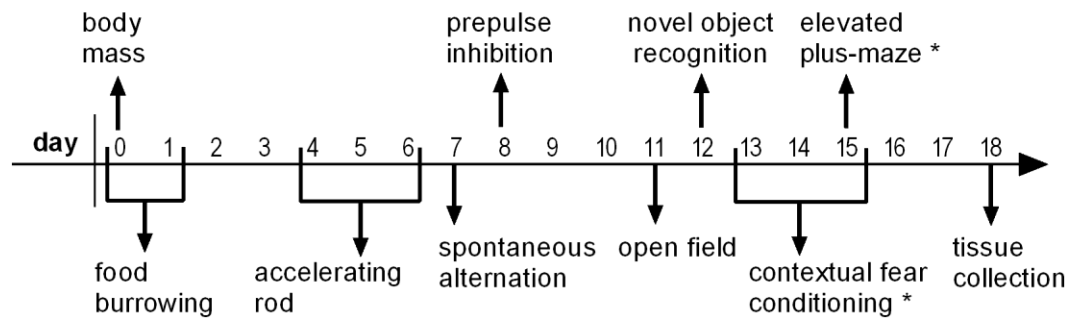 body
mass
prepulse
inhibition
novel object
recognition
elevated
plus-maze *
day 0 1 2 3 4 5 6 7 8 9 10 11 12 13 14 15 16 17 18
food
burrowing
accelerating
rod
spontaneous
alternation
open field
contextual fear
conditioning *
tissue
collection